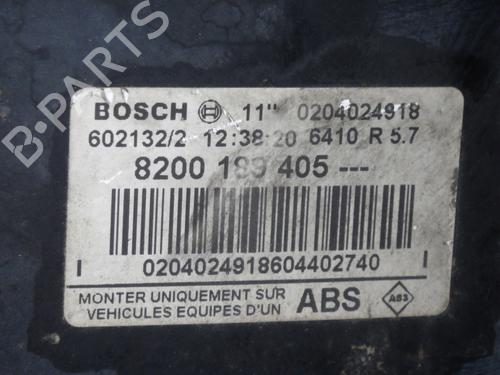 B-PARTS
BOSCH 11" 0204024918
602132/2 12:38:20 6410 R 5.7
8200 189 405 ---
0204024918604402740
MONTER UNIQUEMENT SUR
VEHICULES EQUIPES D'UN ABS